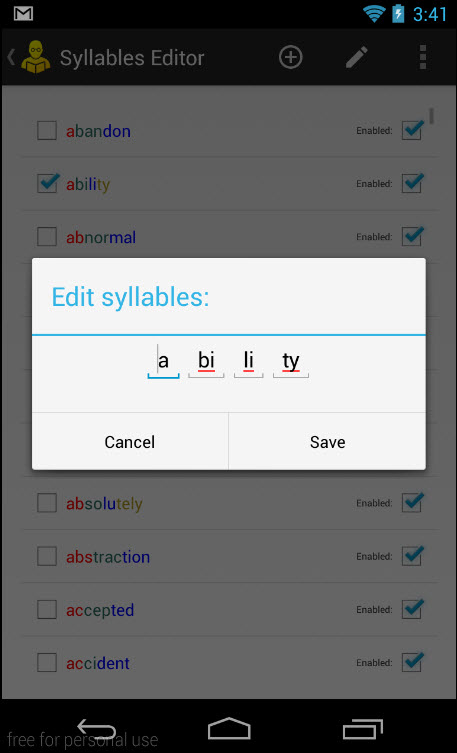 3:41
Syllables Editor
abandon Enabled:
ability Enabled:
abnormal Enabled:
Edit syllables:
a bi li ty
Cancel Save
absolutely Enabled:
abstraction Enabled:
accepted Enabled:
accident Enabled:
free for personal use